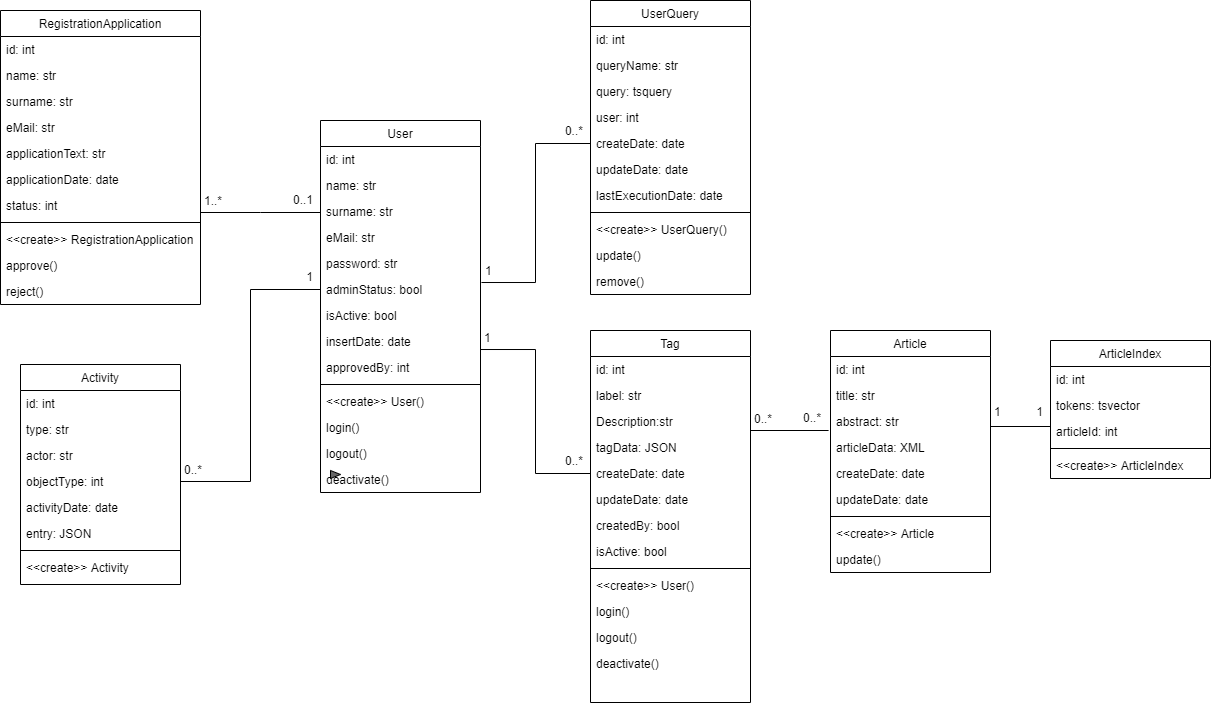 RegistrationApplication
id: int
name: str
surname: str
eMail: str
applicationText: str
applicationDate: date
status: int
<<create>> RegistrationApplication
approve()
reject()
1..*
0..1
User
id: int
name: str
surname: str
eMail: str
password: str
adminStatus: bool
isActive: bool
insertDate: date
approvedBy: int
<<create>> User()
login()
logout()
deactivate()
1
0..*
Activity
id: int
type: str
actor: str
objectType: int
activityDate: date
entry: JSON
<<create>> Activity
1
0..*
UserQuery
id: int
queryName: str
query: tsquery
user: int
createDate: date
updateDate: date
lastExecutionDate: date
<<create>> UserQuery()
update()
remove()
1
0..*
Tag
id: int
label: str
Description:str
tagData: JSON
createDate: date
updateDate: date
createdBy: bool
isActive: bool
<<create>> User()
login()
logout()
deactivate()
0..*
0..*
Article
id: int
title: str
abstract: str
articleData: XML
createDate: date
updateDate: date
<<create>> Article
update()
1
1
ArticleIndex
id: int
tokens: tsvector
articleId: int
<<create>> ArticleIndex